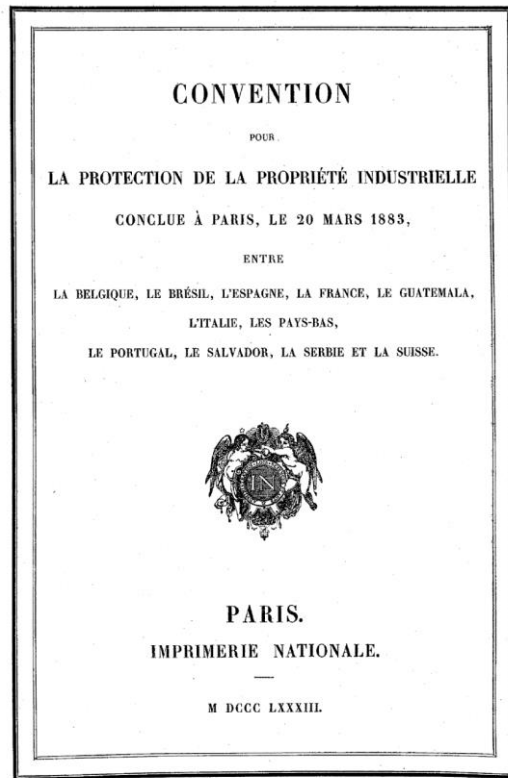 CONVENTION
POUR
LA PROTECTION DE LA PROPRIÉTÉ INDUSTRIELLE
CONCLUE À PARIS, LE 20 MARS 1883,
ENTRE
LA BELGIQUE, LE BRÉSIL, L'ESPAGNE, LA FRANCE, LE GUATEMALA,
L'ITALIE, LES PAYS-BAS,
LE PORTUGAL, LE SALVADOR, LA SERBIE ET LA SUISSE.
IN
PARIS.
IMPRIMERIE NATIONALE.
M DCCC LXXXIII.